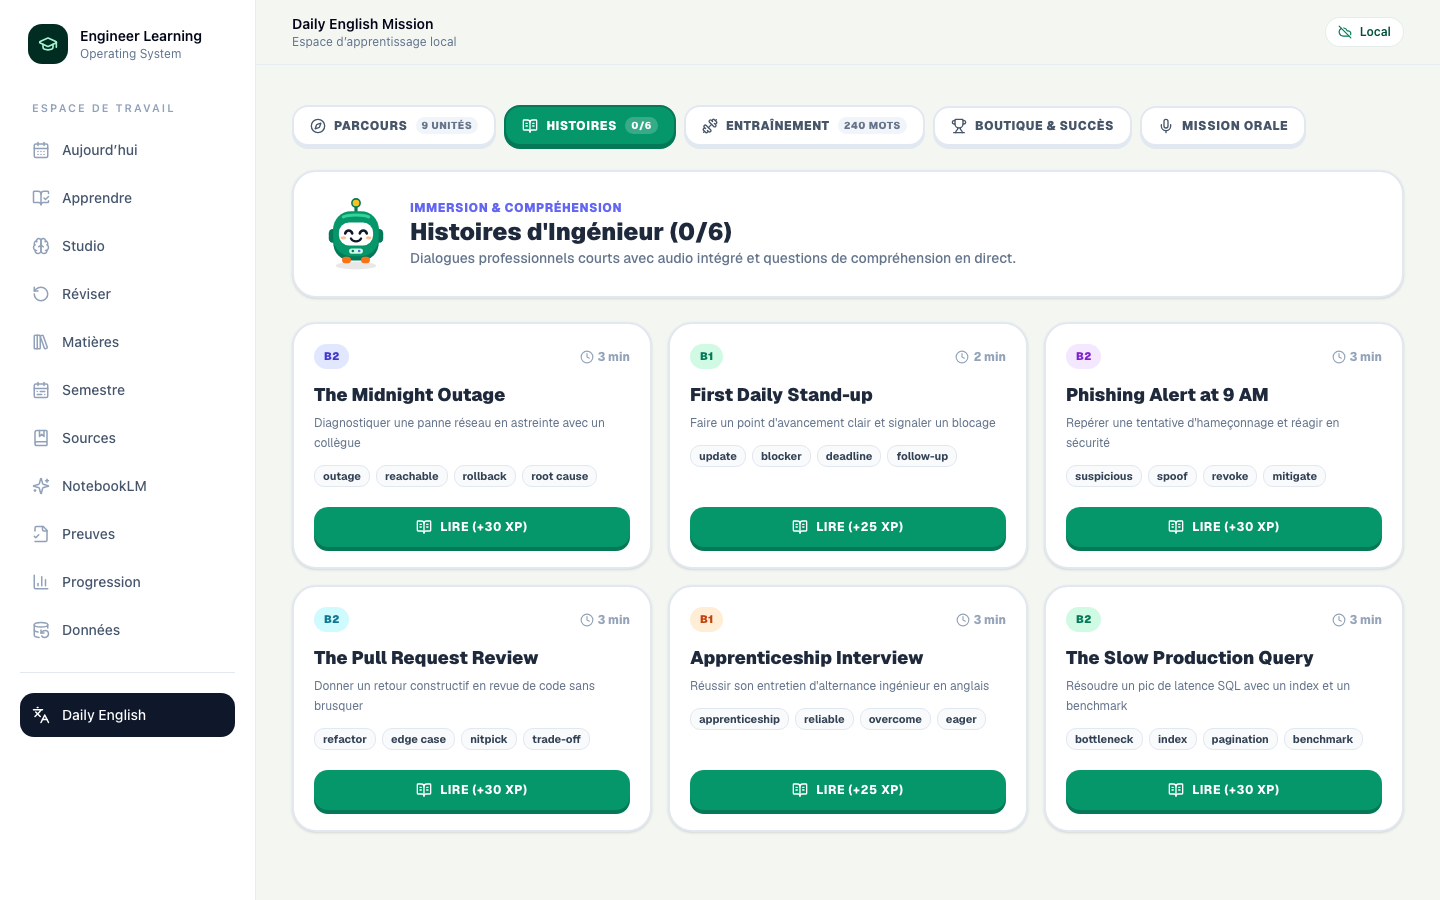 Engineer Learning
Operating System
ESPACE DE TRAVAIL
Aujourd'hui
Apprendre
Studio
Réviser
Matières
Semestre
Sources
NotebookLM
Preuves
Progression
Données
Daily English
Daily English Mission
Espace d'apprentissage local
Local
PARCOURS 9 UNITÉS
HISTOIRES 0/6
ENTRAÎNEMENT 240 MOTS
BOUTIQUE & SUCCÈS
MISSION ORALE
IMMERSION & COMPRÉHENSION
Histoires d'Ingénieur (0/6)
Dialogues professionnels courts avec audio intégré et questions de compréhension en direct.
B2 3 min
The Midnight Outage
Diagnostiquer une panne réseau en astreinte avec un
collègue
outage reachable rollback root cause
LIRE (+30 XP)
B1 2 min
First Daily Stand-up
Faire un point d'avancement clair et signaler un blocage
update blocker deadline follow-up
LIRE (+25 XP)
B2 3 min
Phishing Alert at 9 AM
Repérer une tentative d'hameçonnage et réagir en
sécurité
suspicious spoof revoke mitigate
LIRE (+30 XP)
B2 3 min
The Pull Request Review
Donner un retour constructif en revue de code sans
brusquer
refactor edge case nitpick trade-off
LIRE (+30 XP)
B1 3 min
Apprenticeship Interview
Réussir son entretien d'alternance ingénieur en anglais
apprenticeship reliable overcome eager
LIRE (+25 XP)
B2 3 min
The Slow Production Query
Résoudre un pic de latence SQL avec un index et un
benchmark
bottleneck index pagination benchmark
LIRE (+30 XP)